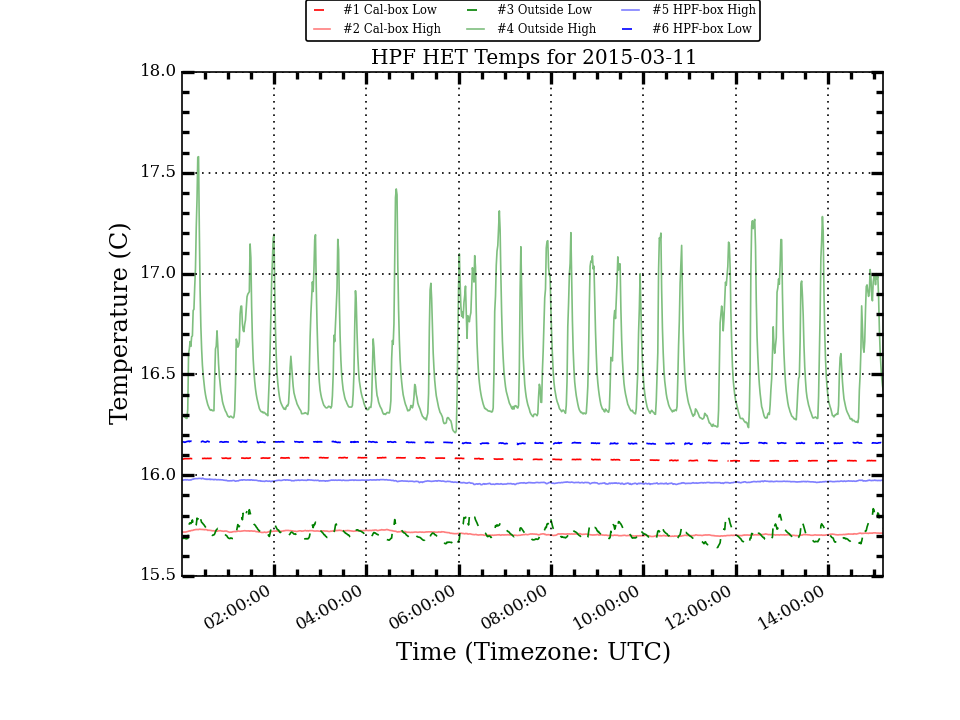 #1 Cal-box Low #3 Outside Low #5 HPF-box High
#2 Cal-box High #4 Outside High #6 HPF-box Low
HPF HET Temps for 2015-03-11
18.0
17.5
17.0
16.5
16.0
15.5
Temperature (C)
02:00:00 04:00:00 06:00:00 08:00:00 10:00:00 12:00:00 14:00:00
Time (Timezone: UTC)